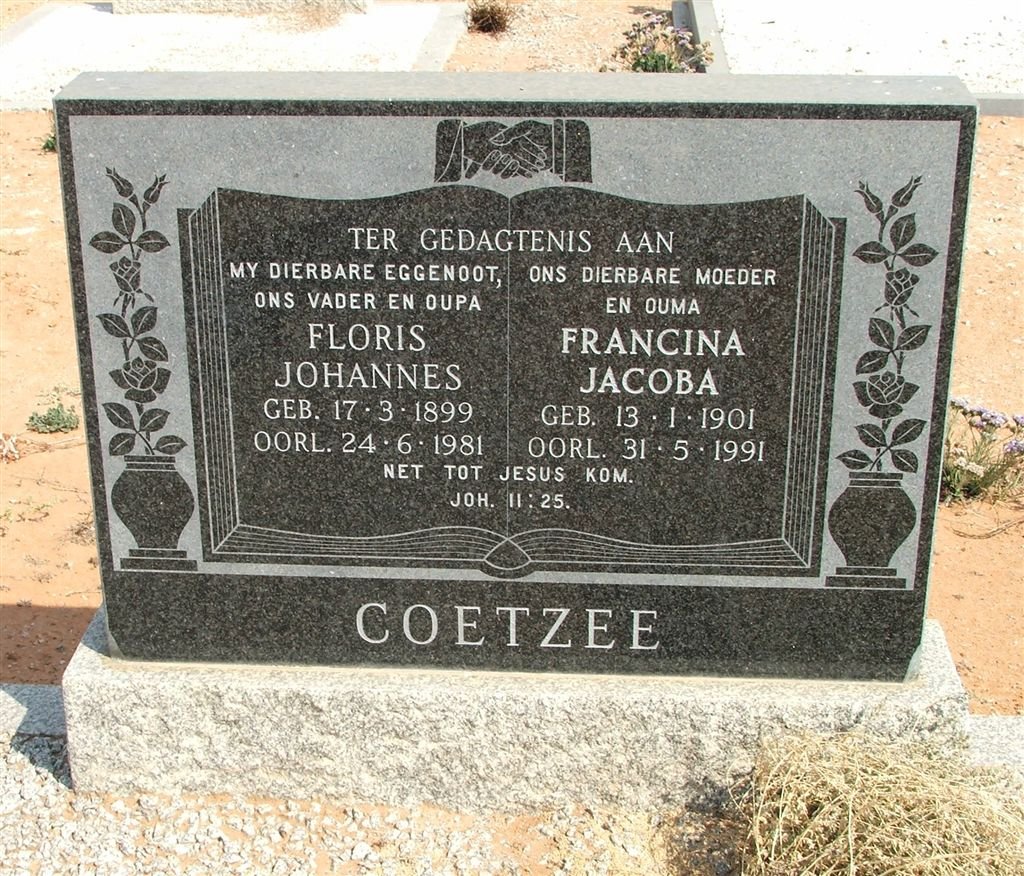 TER GEDAGTENIS AAN
MY DIERBARE EGGENOOT,
ONS VADER EN OUPA
FLORIS
JOHANNES
GEB. 17·3·1899
OORL. 24·6·1981
ONS DIERBARE MOEDER
EN OUMA
FRANCINA
JACOBA
GEB. 13·1·1901
OORL. 31·5·1991
NET TOT JESUS KOM.
JOH. 11:25.
COETZEE